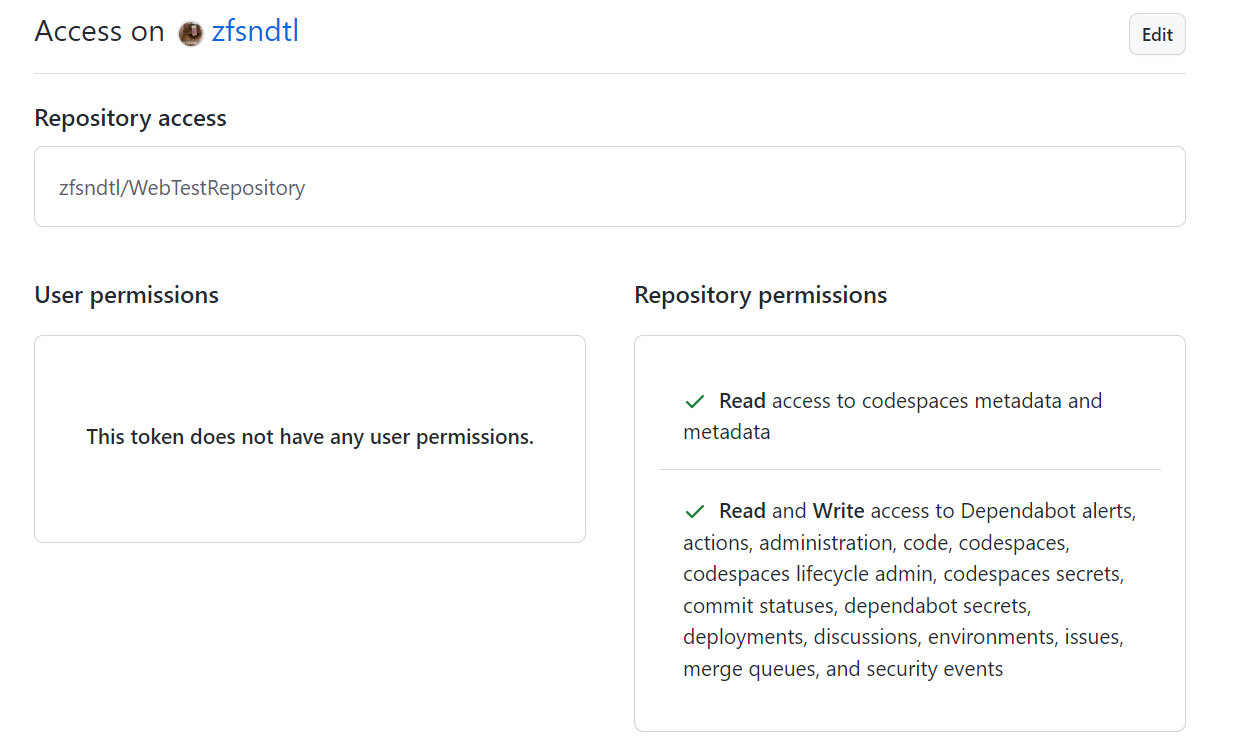 Access on zfsndtl
Edit
Repository access
zfsndtl/WebTestRepository
User permissions
This token does not have any user permissions.
Repository permissions
Read access to codespaces metadata and
metadata
Read and Write access to Dependabot alerts,
actions, administration, code, codespaces,
codespaces lifecycle admin, codespaces secrets,
commit statuses, dependabot secrets,
deployments, discussions, environments, issues,
merge queues, and security events